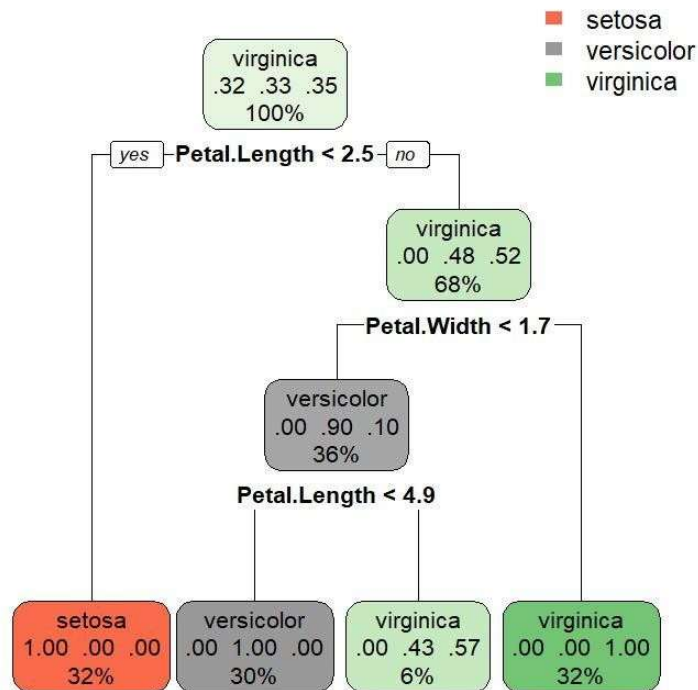 setosa
versicolor
virginica
virginica
.32 .33 .35
100%
yes Petal.Length < 2.5 no
virginica
.00 .48 .52
68%
Petal.Width < 1.7
versicolor
.00 .90 .10
36%
Petal.Length < 4.9
setosa
1.00 .00 .00
32%
versicolor
.00 1.00 .00
30%
virginica
.00 .43 .57
6%
virginica
.00 .00 1.00
32%